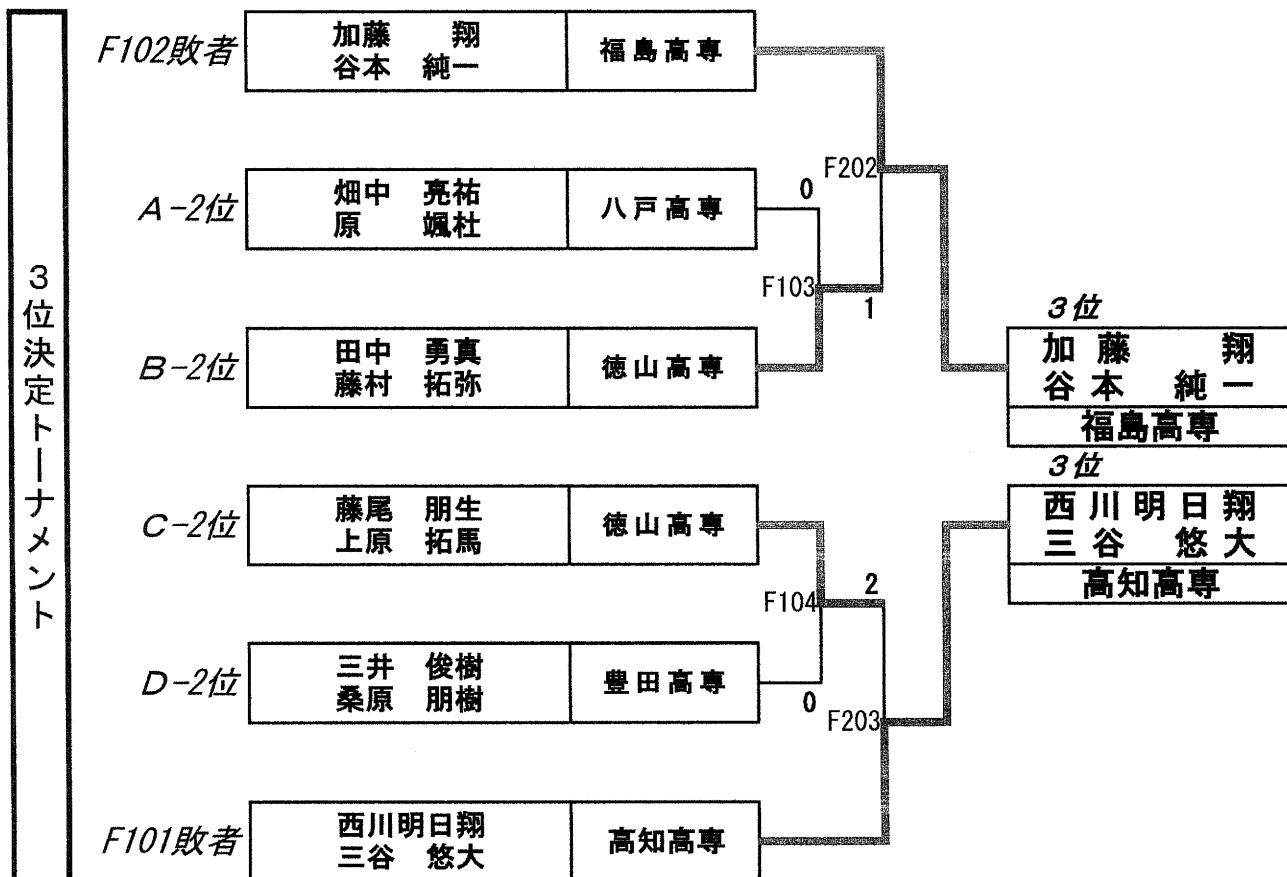 3位決定トーナメント
F102敗者
加藤　　翔
谷本　純一
福島高専
A-2位
畑中　亮祐
原　　颯杜
八戸高専
0
F202
F103
1
B-2位
田中　勇真
藤村　拓弥
徳山高専
3位
加藤　　翔
谷本　純一
福島高専
C-2位
藤尾　朋生
上原　拓馬
徳山高専
3位
西川明日翔
三谷　悠大
高知高専
F104
2
D-2位
三井　俊樹
桑原　朋樹
豊田高専
0
F203
F101敗者
西川明日翔
三谷　悠大
高知高専